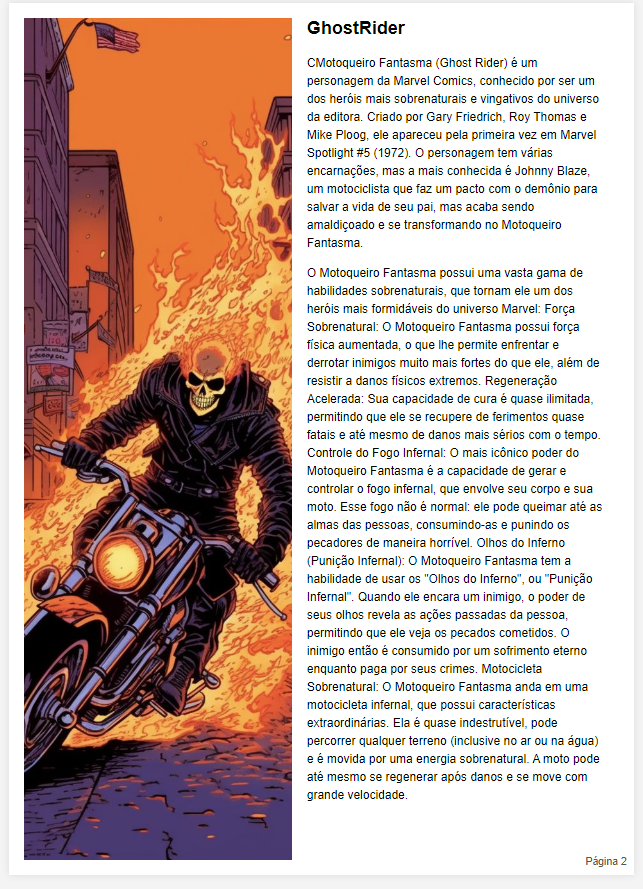 GhostRider
CMotoqueiro Fantasma (Ghost Rider) é um
personagem da Marvel Comics, conhecido por ser um
dos heróis mais sobrenaturais e vingativos do universo
da editora. Criado por Gary Friedrich, Roy Thomas e
Mike Ploog, ele apareceu pela primeira vez em Marvel
Spotlight #5 (1972). O personagem tem várias
encarnações, mas a mais conhecida é Johnny Blaze,
um motociclista que faz um pacto com o demônio para
salvar a vida de seu pai, mas acaba sendo
amaldiçoado e se transformando no Motoqueiro
Fantasma.
O Motoqueiro Fantasma possui uma vasta gama de
habilidades sobrenaturais, que tornam ele um dos
heróis mais formidáveis do universo Marvel: Força
Sobrenatural: O Motoqueiro Fantasma possui força
física aumentada, o que lhe permite enfrentar e
derrotar inimigos muito mais fortes do que ele, além de
resistir a danos físicos extremos. Regeneração
Acelerada: Sua capacidade de cura é quase ilimitada,
permitindo que ele se recupere de ferimentos quase
fatais e até mesmo de danos mais sérios com o tempo.
Controle do Fogo Infernal: O mais icônico poder do
Motoqueiro Fantasma é a capacidade de gerar e
controlar o fogo infernal, que envolve seu corpo e sua
moto. Esse fogo não é normal: ele pode queimar até as
almas das pessoas, consumindo-as e punindo os
pecadores de maneira horrível. Olhos do Inferno
(Punição Infernal): O Motoqueiro Fantasma tem a
habilidade de usar os "Olhos do Inferno", ou "Punição
Infernal". Quando ele encara um inimigo, o poder de
seus olhos revela as ações passadas da pessoa,
permitindo que ele veja os pecados cometidos. O
inimigo então é consumido por um sofrimento eterno
enquanto paga por seus crimes. Motocicleta
Sobrenatural: O Motoqueiro Fantasma anda em uma
motocicleta infernal, que possui características
extraordinárias. Ela é quase indestrutível, pode
percorrer qualquer terreno (inclusive no ar ou na água)
e é movida por uma energia sobrenatural. A moto pode
até mesmo se regenerar após danos e se move com
grande velocidade.
Página 2